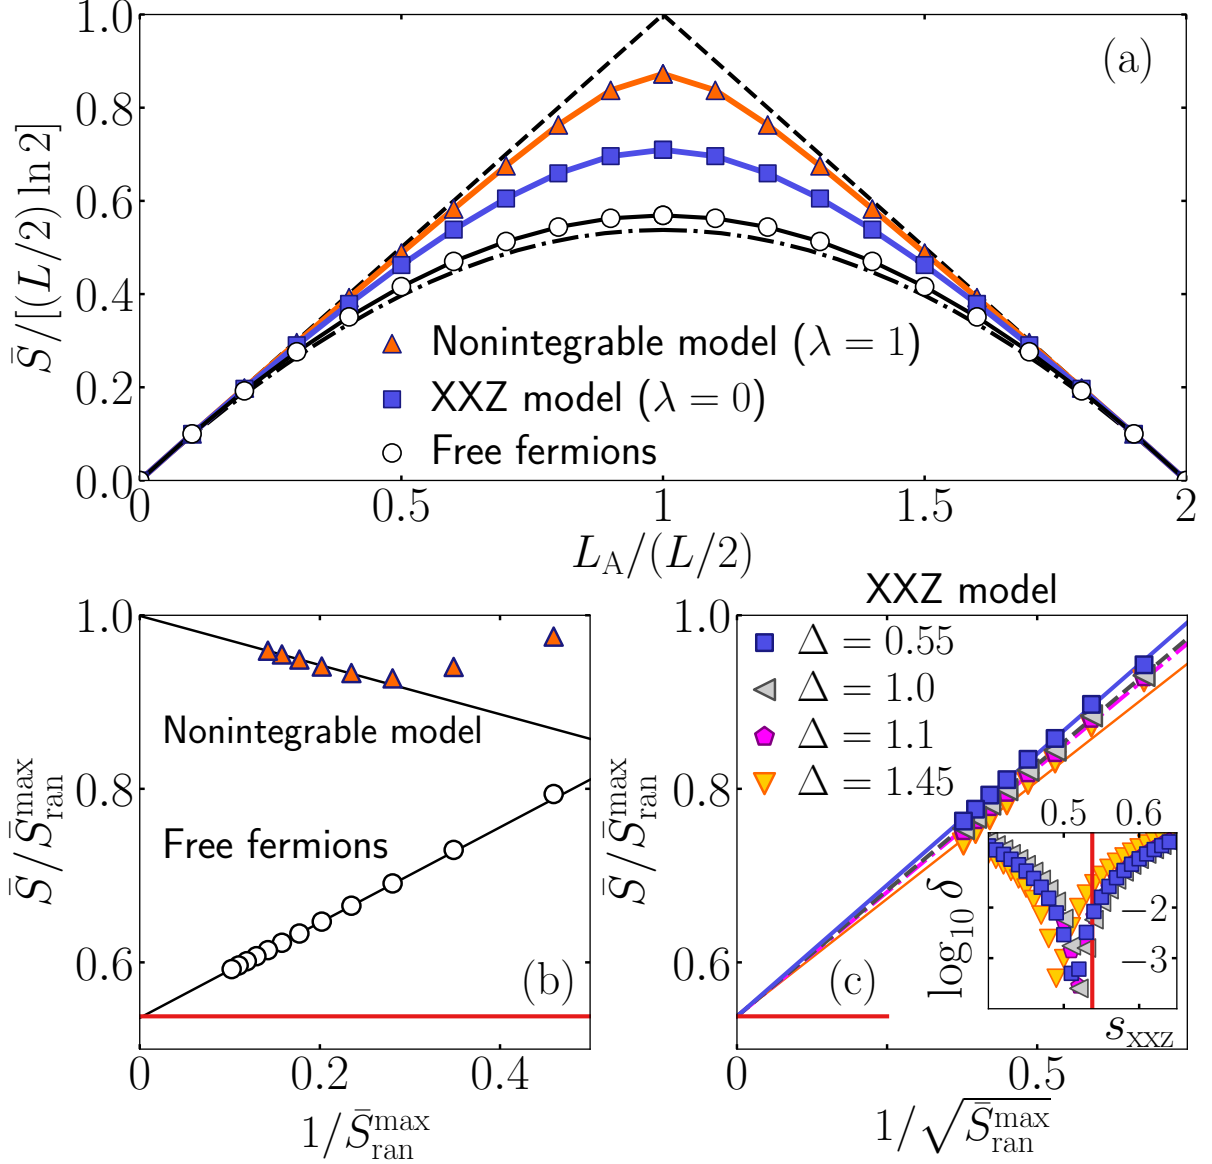 1.0
0.8
0.6
0.4
0.2
0.0
S̄/[(L/2) ln 2]
(a)
Nonintegrable model (λ = 1)
XXZ model (λ = 0)
Free fermions
0 0.5 1 1.5 2
L_A/(L/2)
1.0
0.8
0.6
S̄/S̄_ran^max
Nonintegrable model
Free fermions
(b)
0 0.2 0.4
1/S̄_ran^max
XXZ model
1.0
0.8
0.6
S̄/S̄_ran^max
Δ = 0.55
Δ = 1.0
Δ = 1.1
Δ = 1.45
0.5 0.6
log₁₀ δ
−2
−3
s_XXZ
(c)
0 0.5
1/√S̄_ran^max